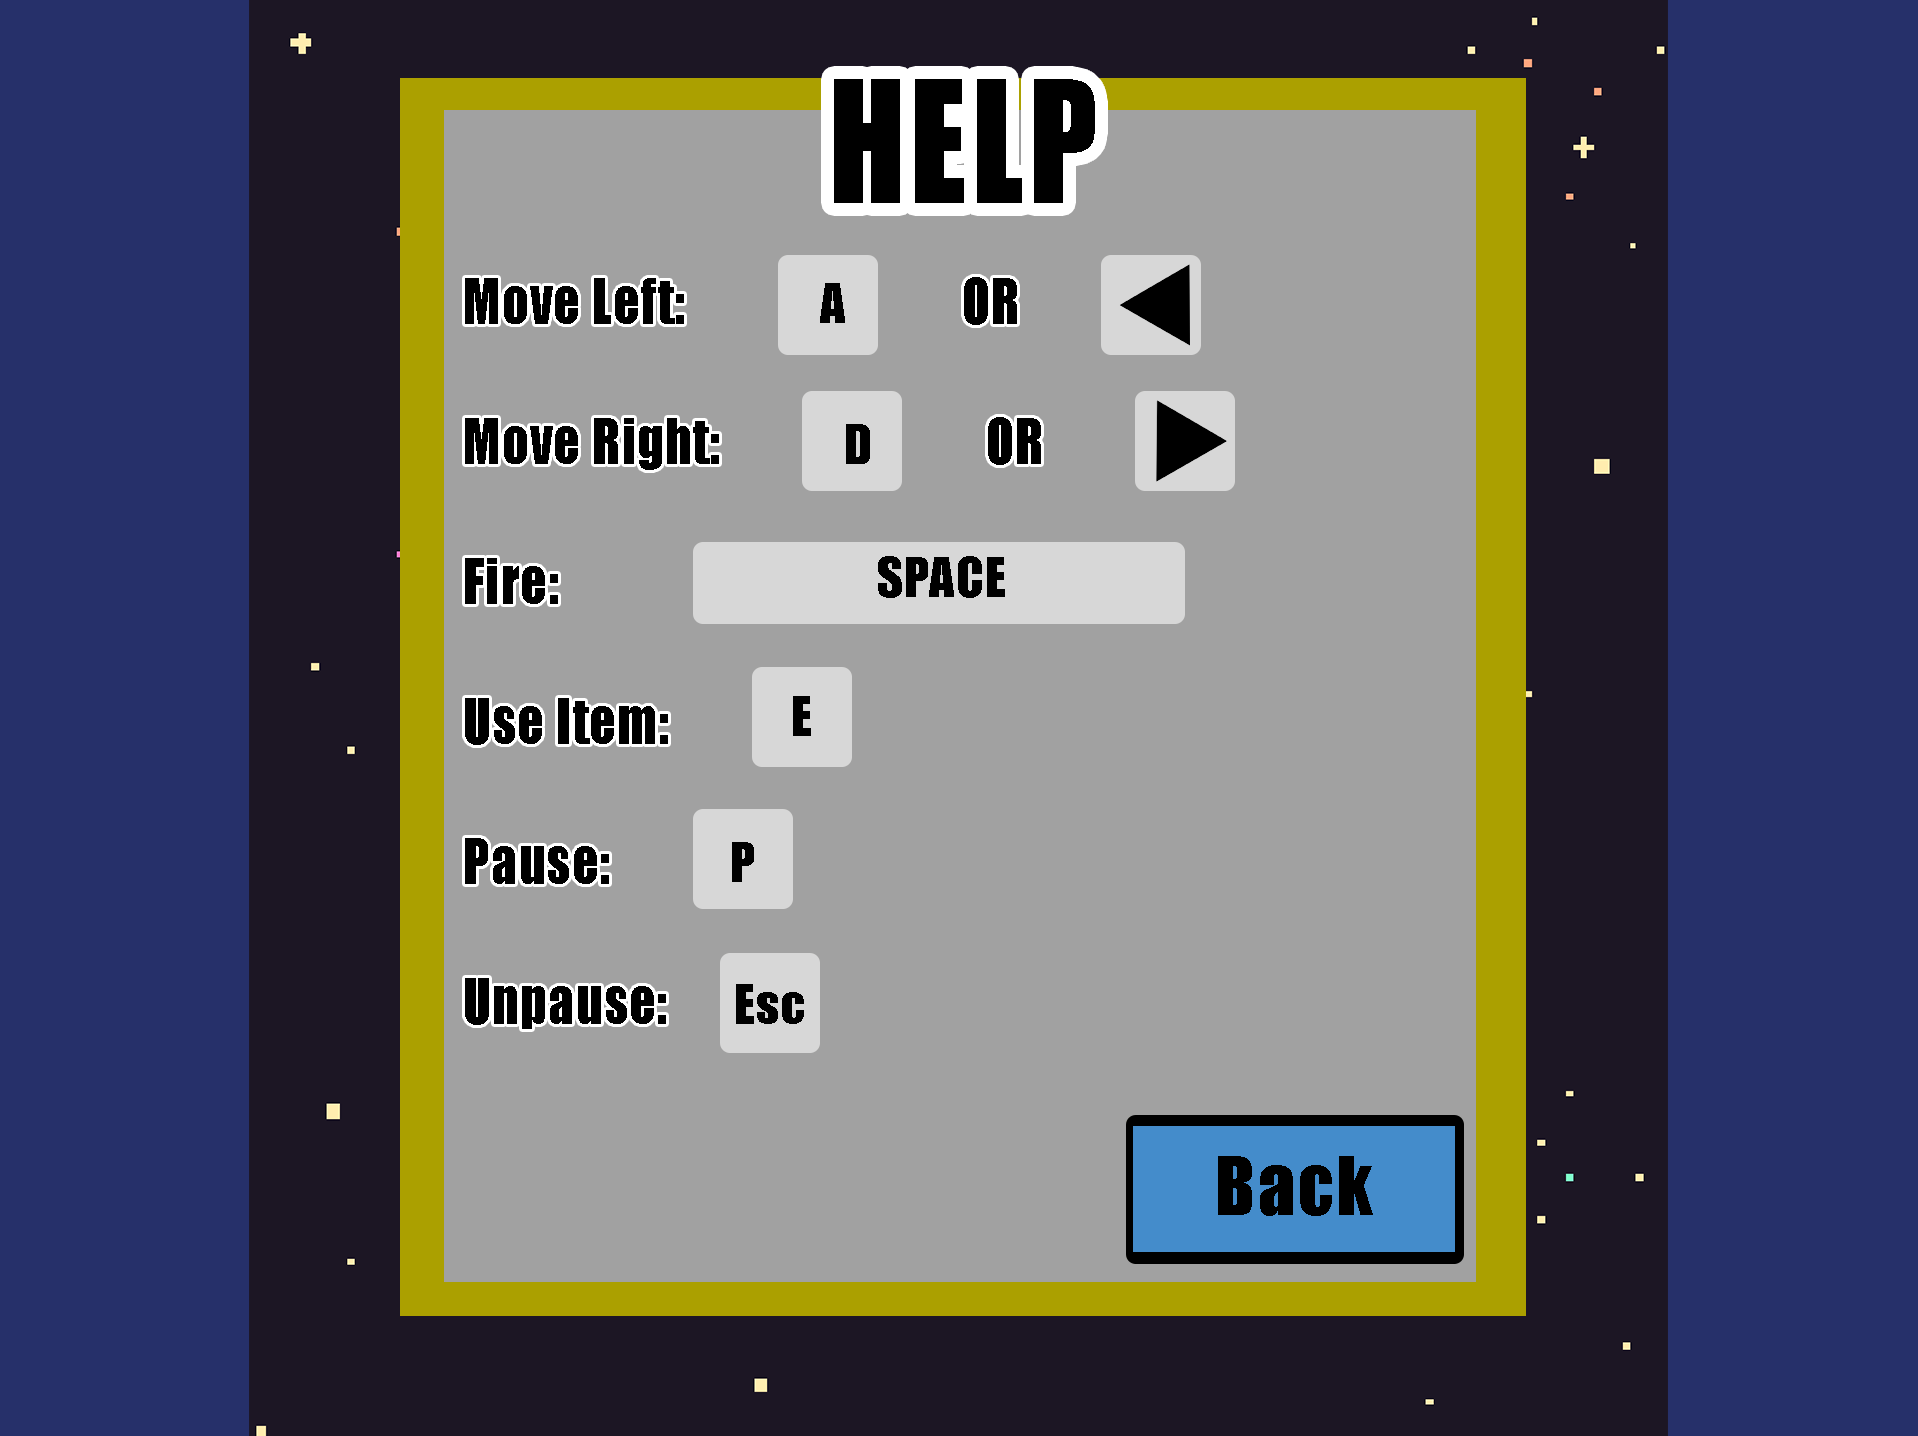 HELP
Move Left: A OR
Move Right: D OR
Fire: SPACE
Use Item: E
Pause: P
Unpause: Esc
Back